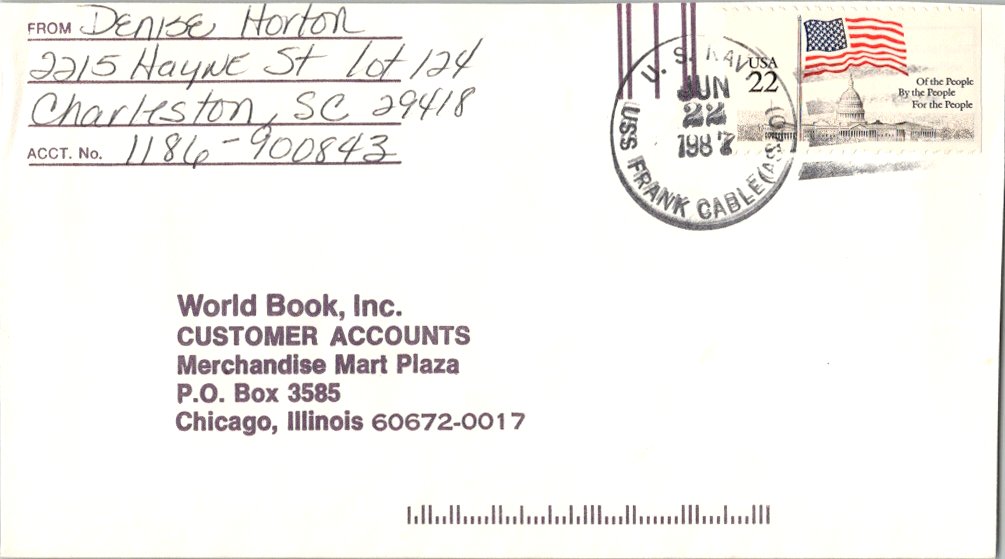 FROM Denise Horton
2215 Hayne St lot 124
Charleston, SC 29418
ACCT. No. 1186-900843
U. S. NAVY
JUN
22
1987
USS FRANK CABLE (AS40)
USA
22
Of the People
By the People
For the People
World Book, Inc.
CUSTOMER ACCOUNTS
Merchandise Mart Plaza
P.O. Box 3585
Chicago, Illinois 60672-0017